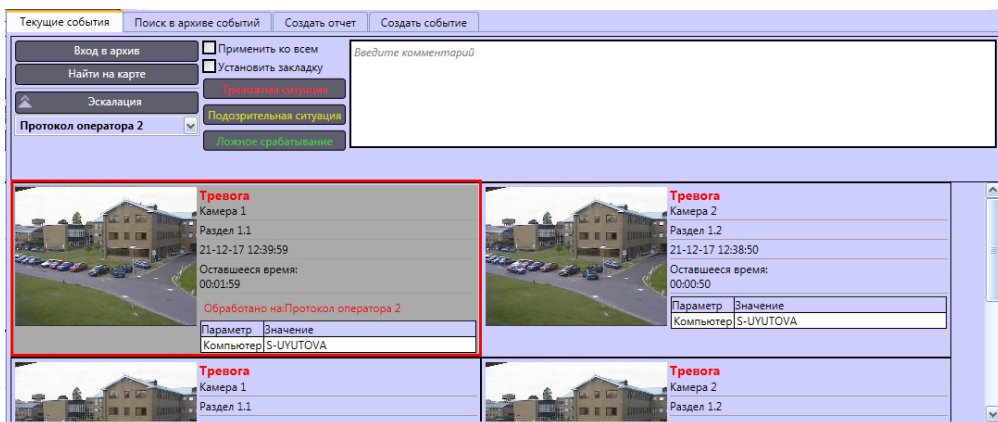 Текущие события
Поиск в архиве событий
Создать отчет
Создать событие
Вход в архив
Найти на карте
Эскалация
Протокол оператора 2
Применить ко всем
Установить закладку
Тревожная ситуация
Подозрительная ситуация
Ложное срабатывание
Введите комментарий
Тревога
Камера 1
Раздел 1.1
21-12-17 12:39:59
Оставшееся время:
00:01:59
Обработано на:Протокол оператора 2
Параметр Значение
Компьютер S-UYUTOVA
Тревога
Камера 2
Раздел 1.2
21-12-17 12:38:50
Оставшееся время:
00:00:50
Параметр Значение
Компьютер S-UYUTOVA
Тревога
Камера 1
Раздел 1.1
Тревога
Камера 2
Раздел 1.2